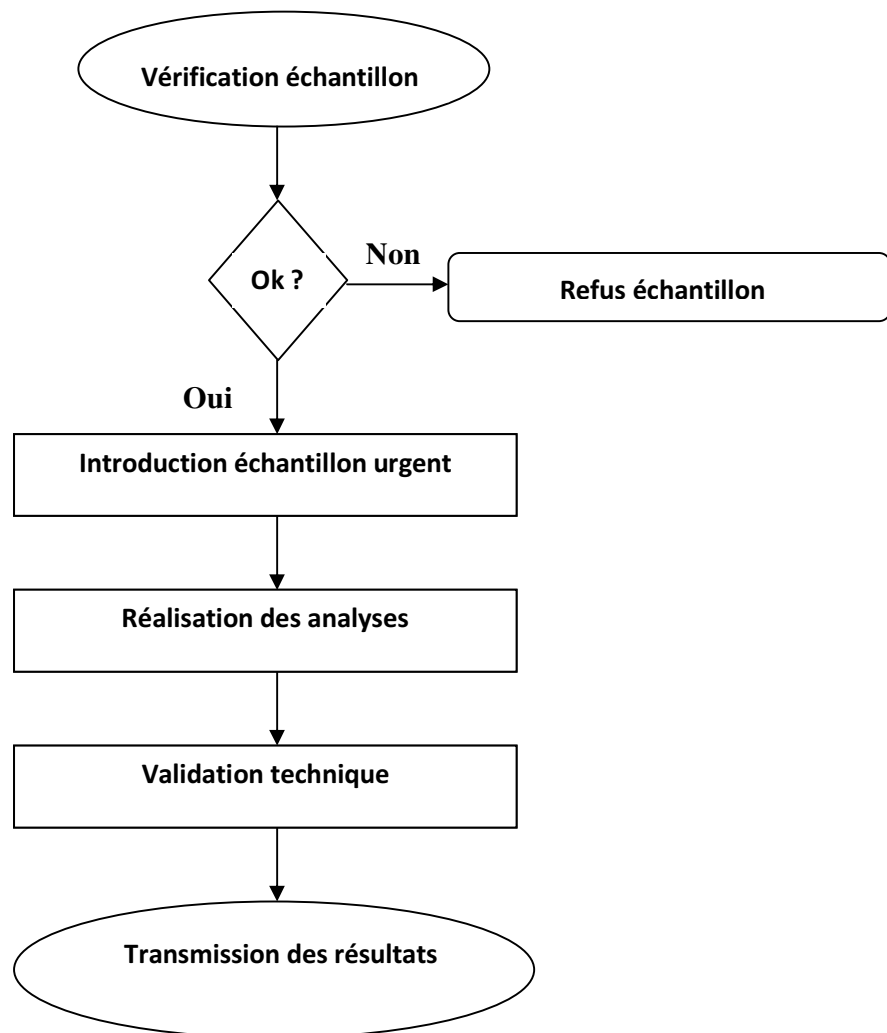 Vérification échantillon
Ok ?
Non
Refus échantillon
Oui
Introduction échantillon urgent
Réalisation des analyses
Validation technique
Transmission des résultats